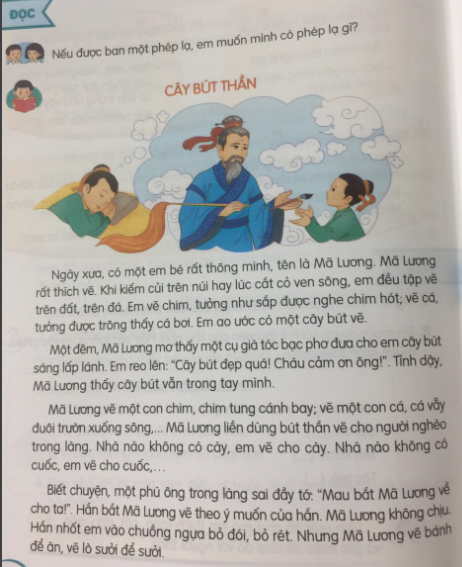 ĐỌC
Nếu được ban một phép lạ, em muốn mình có phép lạ gì?
CÂY BÚT THẦN
Ngày xưa, có một em bé rất thông minh, tên là Mã Lương. Mã Lương
rất thích vẽ. Khi kiếm củi trên núi hay lúc cắt cỏ ven sông, em đều tập vẽ
trên đất, trên đá. Em vẽ chim, tưởng như sắp được nghe chim hót; vẽ cá,
tưởng được trông thấy cá bơi. Em ao ước có một cây bút vẽ.
Một đêm, Mã Lương mơ thấy một cụ già tóc bạc phơ đưa cho em cây bút
sáng lấp lánh. Em reo lên: "Cây bút đẹp quá! Cháu cảm ơn ông!". Tỉnh dậy,
Mã Lương thấy cây bút vẫn trong tay mình.
Mã Lương vẽ một con chim, chim tung cánh bay; vẽ một con cá, cá vẫy
đuôi trườn xuống sông,... Mã Lương liền dùng bút thần vẽ cho người nghèo
trong làng. Nhà nào không có cày, em vẽ cho cày. Nhà nào không có
cuốc, em vẽ cho cuốc,...
Biết chuyện, một phú ông trong làng sai đầy tớ: "Mau bắt Mã Lương về
cho ta!". Hắn bắt Mã Lương vẽ theo ý muốn của hắn. Mã Lương không chịu.
Hắn nhốt em vào chuồng ngựa bỏ đói, bỏ rét. Nhưng Mã Lương vẽ bánh
để ăn, vẽ lò sưởi để sưởi.